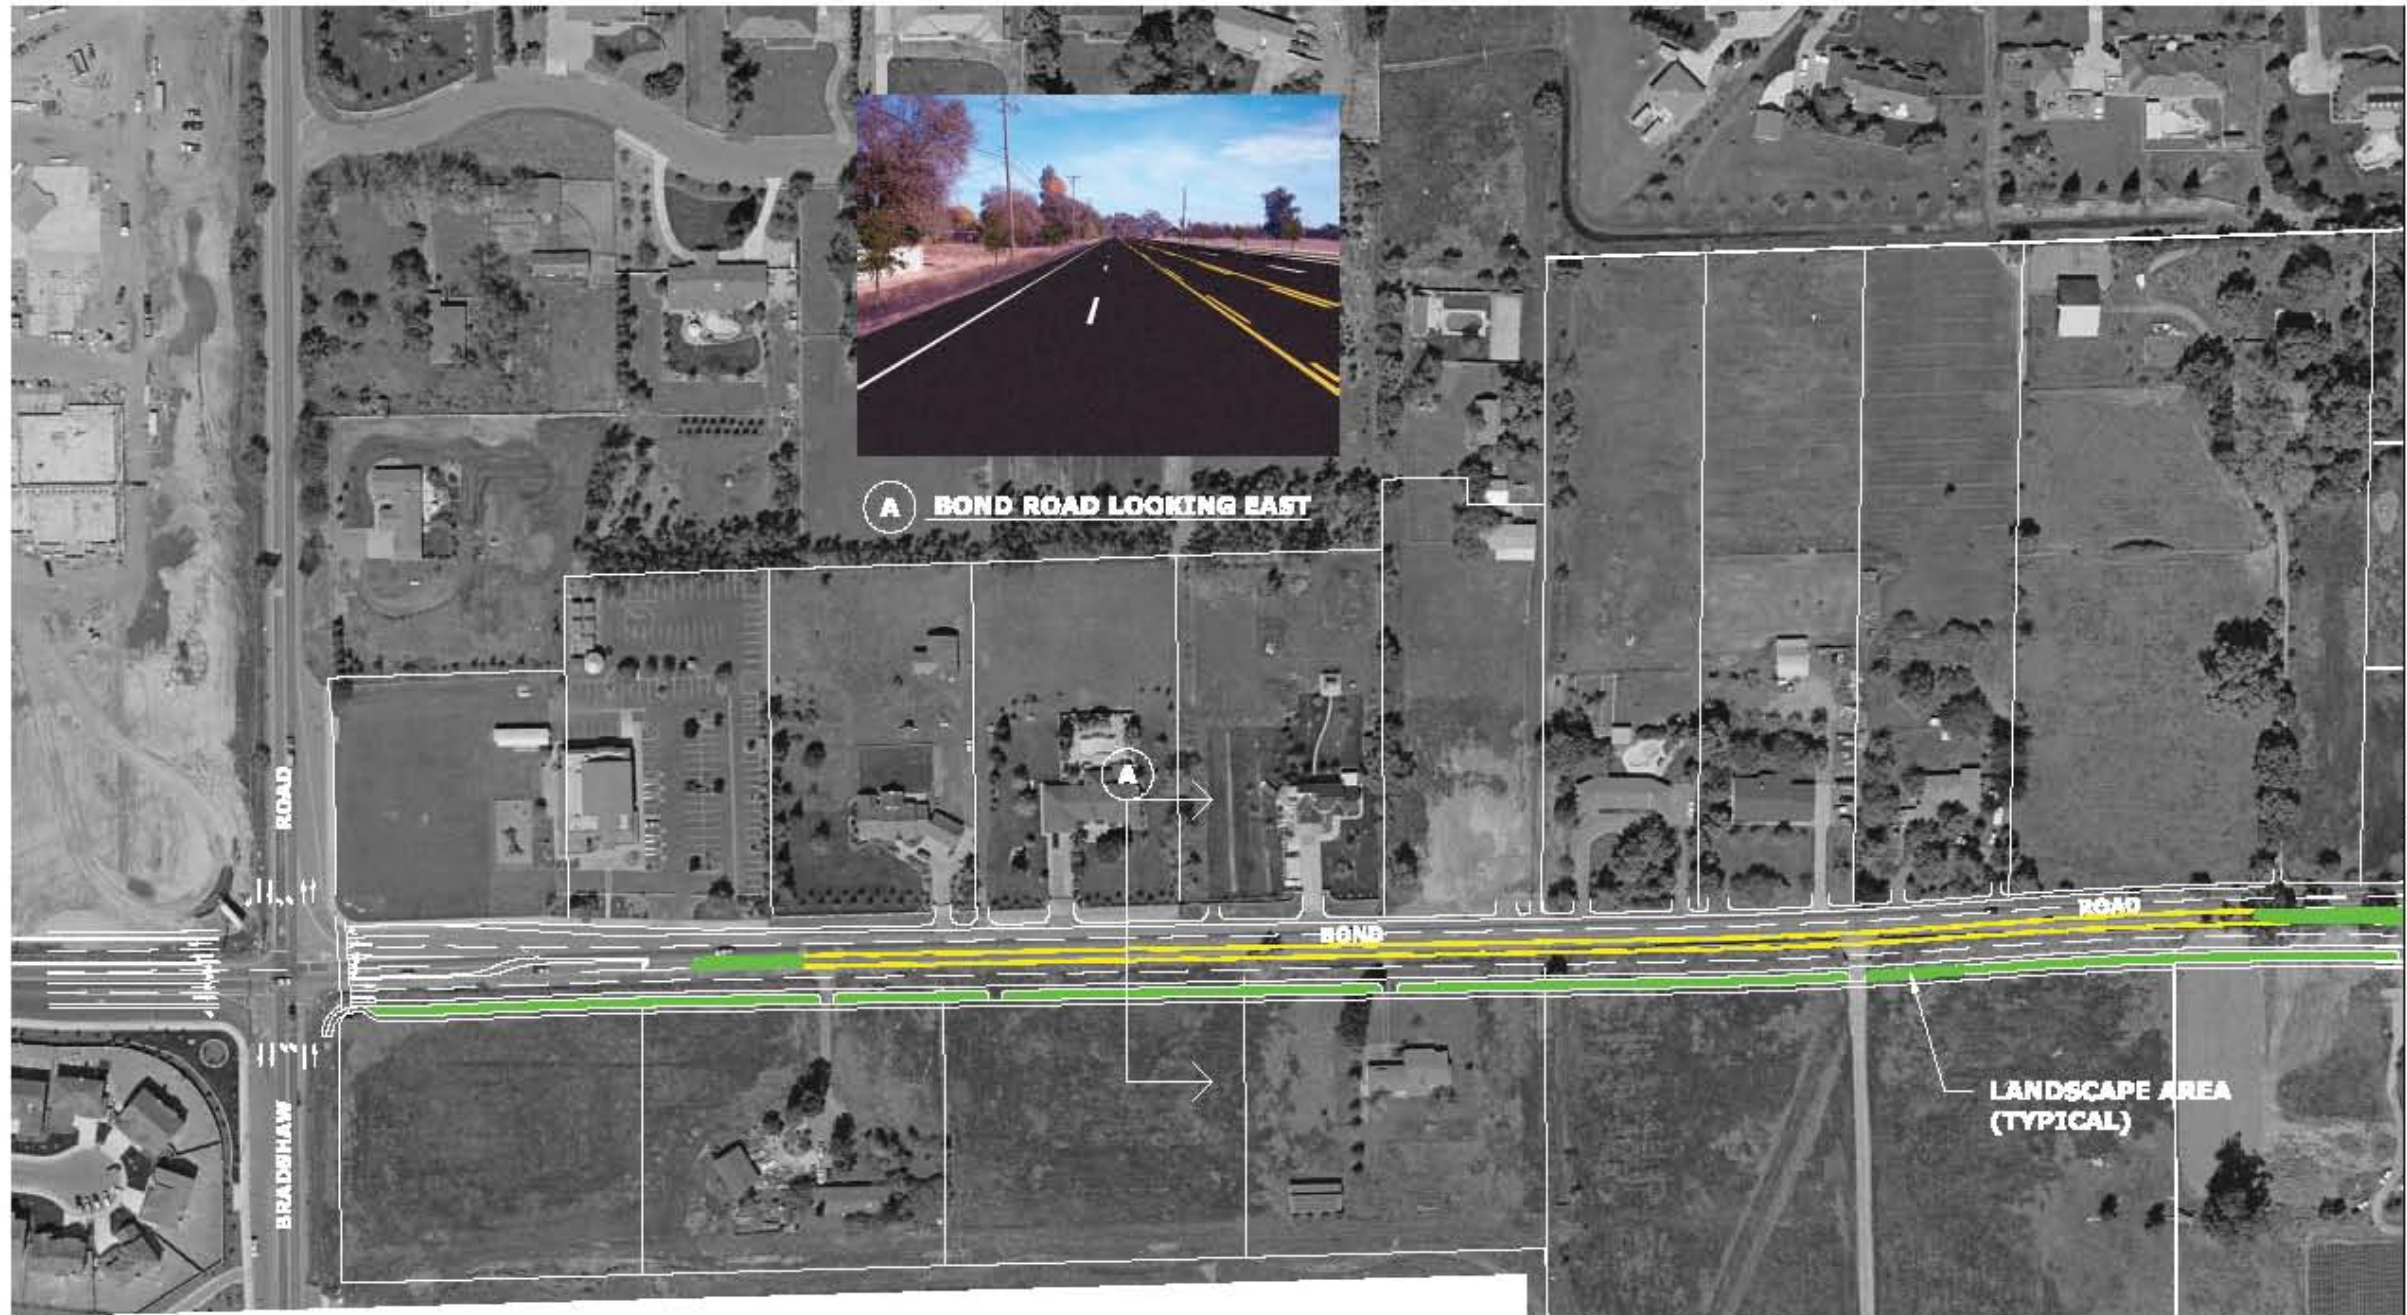 A BOND ROAD LOOKING EAST
ROAD
A
ROAD
BOND
LANDSCAPE AREA
(TYPICAL)
BRADSHAW